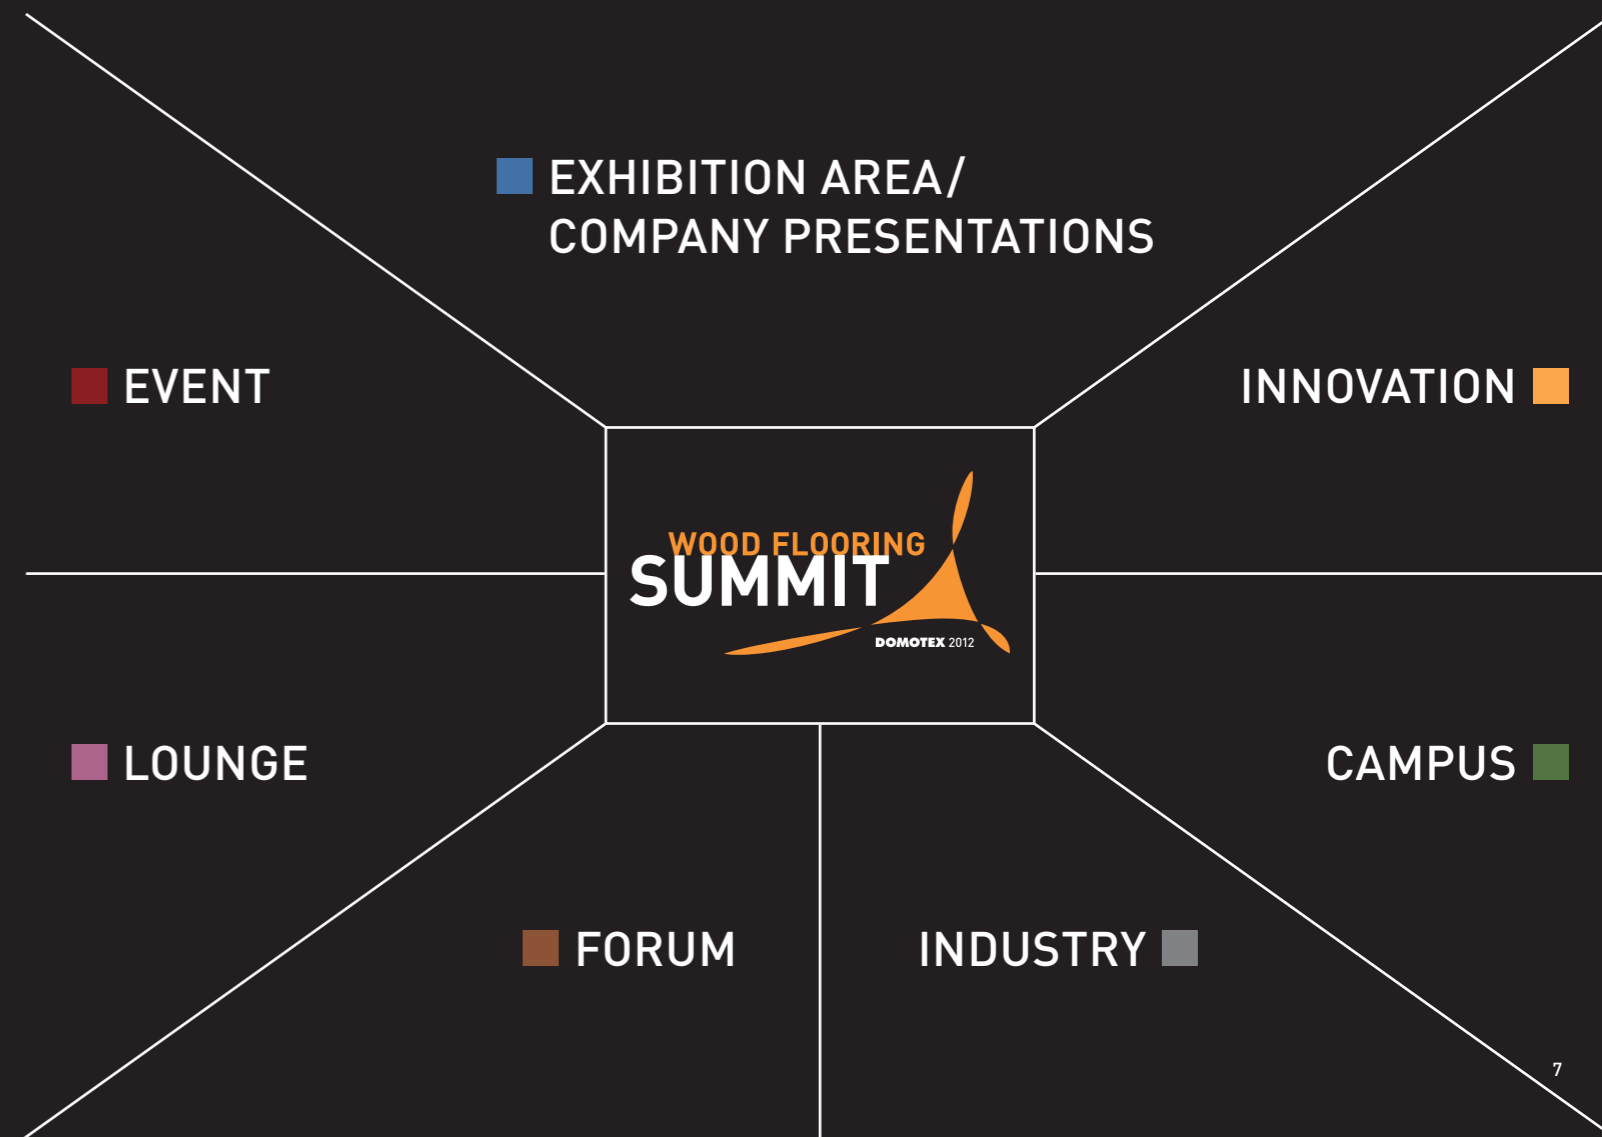 EXHIBITION AREA/
COMPANY PRESENTATIONS
EVENT
INNOVATION
WOOD FLOORING
SUMMIT
DOMOTEX 2012
LOUNGE
CAMPUS
FORUM
INDUSTRY
7